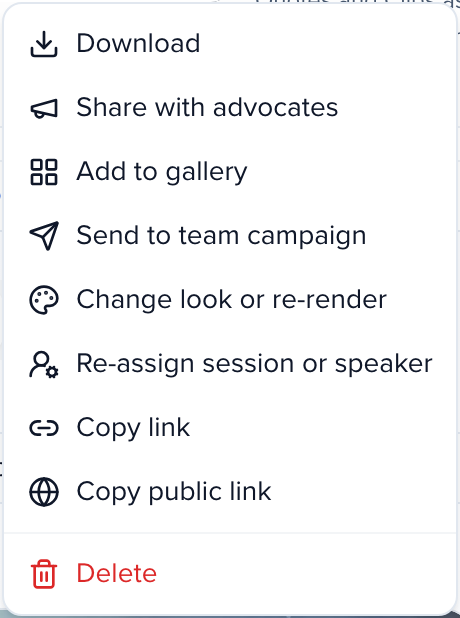 Download
Share with advocates
Add to gallery
Send to team campaign
Change look or re-render
Re-assign session or speaker
Copy link
Copy public link
Delete